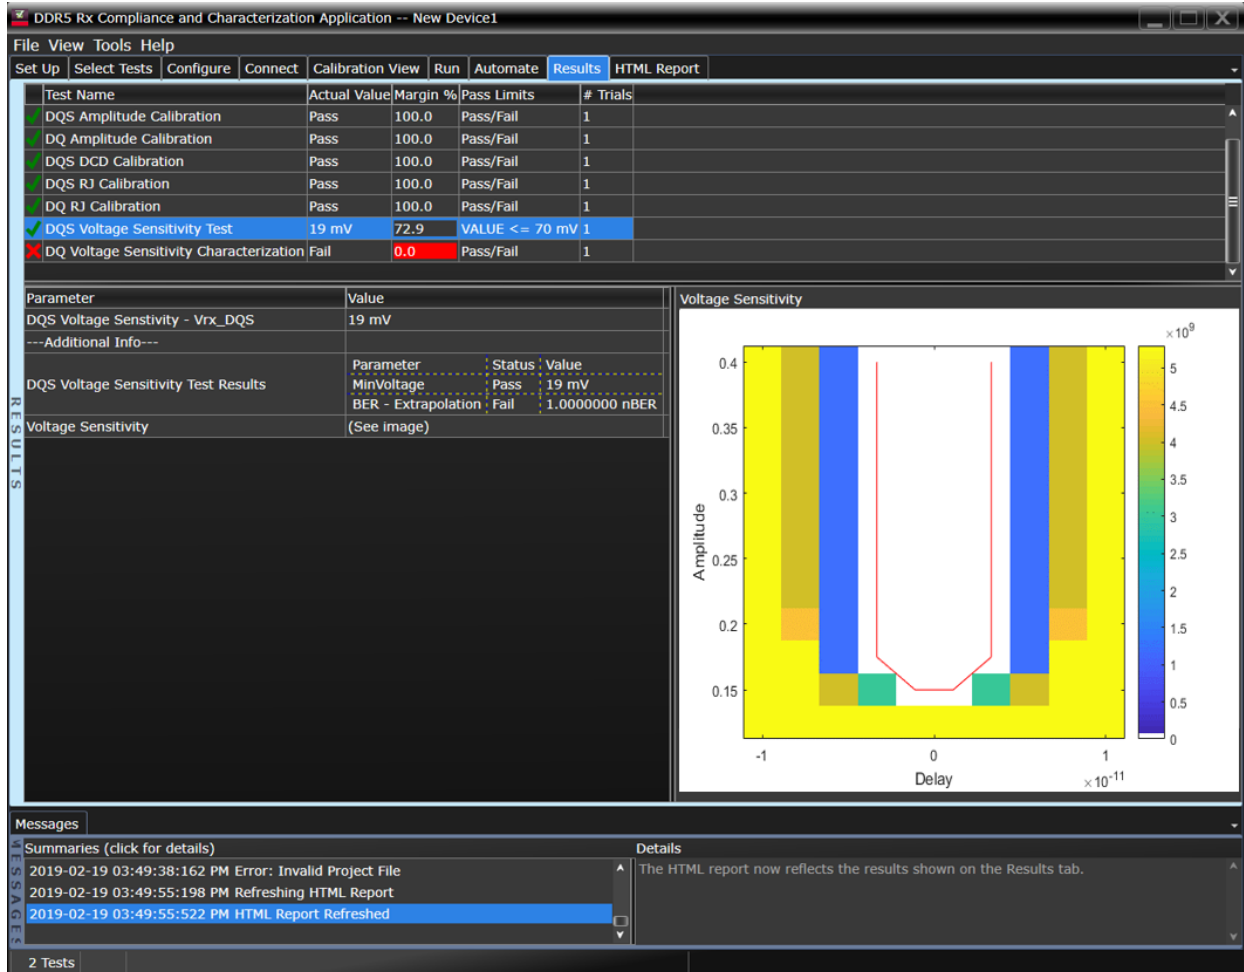 DDR5 Rx Compliance and Characterization Application -- New Device1
File View Tools Help
Set Up Select Tests Configure Connect Calibration View Run Automate Results HTML Report
Test Name Actual Value Margin % Pass Limits # Trials
DQS Amplitude Calibration Pass 100.0 Pass/Fail 1
DQ Amplitude Calibration Pass 100.0 Pass/Fail 1
DQS DCD Calibration Pass 100.0 Pass/Fail 1
DQS RJ Calibration Pass 100.0 Pass/Fail 1
DQ RJ Calibration Pass 100.0 Pass/Fail 1
DQS Voltage Sensitivity Test 19 mV 72.9 VALUE <= 70 mV 1
DQ Voltage Sensitivity Characterization Fail 0.0 Pass/Fail 1
RESULTS
Parameter Value
DQS Voltage Senstivity - Vrx_DQS 19 mV
---Additional Info---
DQS Voltage Sensitivity Test Results
Parameter Status Value
MinVoltage Pass 19 mV
BER - Extrapolation Fail 1.0000000 nBER
Voltage Sensitivity (See image)
Voltage Sensitivity
×10⁹
0.4
0.35
0.3
0.25
0.2
0.15
Amplitude
-1 0 1
Delay
×10⁻¹¹
5
4.5
4
3.5
3
2.5
2
1.5
1
0.5
0
Messages
MESSAGES
Summaries (click for details)
2019-02-19 03:49:38:162 PM Error: Invalid Project File
2019-02-19 03:49:55:198 PM Refreshing HTML Report
2019-02-19 03:49:55:522 PM HTML Report Refreshed
Details
The HTML report now reflects the results shown on the Results tab.
2 Tests